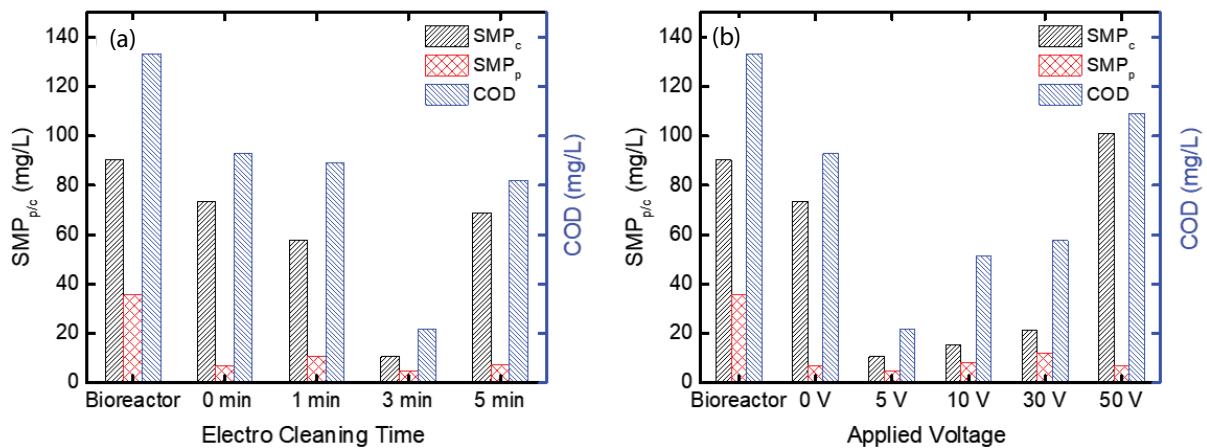 (a)
SMPc
SMPp
COD
140
120
100
80
60
40
20
0
SMPp/c (mg/L)
COD (mg/L)
Bioreactor 0 min 1 min 3 min 5 min
Electro Cleaning Time
(b)
SMPc
SMPp
COD
140
120
100
80
60
40
20
0
SMPp/c (mg/L)
COD (mg/L)
Bioreactor 0 V 5 V 10 V 30 V 50 V
Applied Voltage